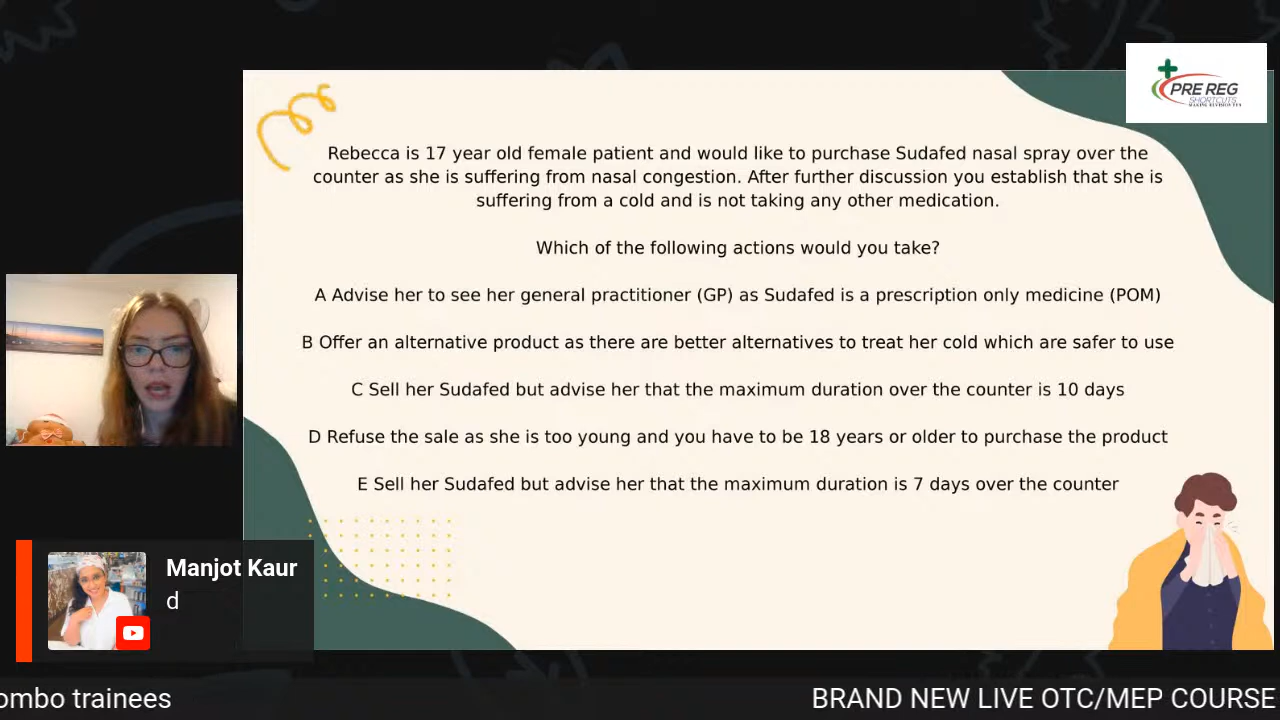 PRE REG
SHORTCUTS
MAKING REVISION FUN
Rebecca is 17 year old female patient and would like to purchase Sudafed nasal spray over the
counter as she is suffering from nasal congestion. After further discussion you establish that she is
suffering from a cold and is not taking any other medication.
Which of the following actions would you take?
A Advise her to see her general practitioner (GP) as Sudafed is a prescription only medicine (POM)
B Offer an alternative product as there are better alternatives to treat her cold which are safer to use
C Sell her Sudafed but advise her that the maximum duration over the counter is 10 days
D Refuse the sale as she is too young and you have to be 18 years or older to purchase the product
E Sell her Sudafed but advise her that the maximum duration is 7 days over the counter
Manjot Kaur
d
ombo trainees
BRAND NEW LIVE OTC/MEP COURSE